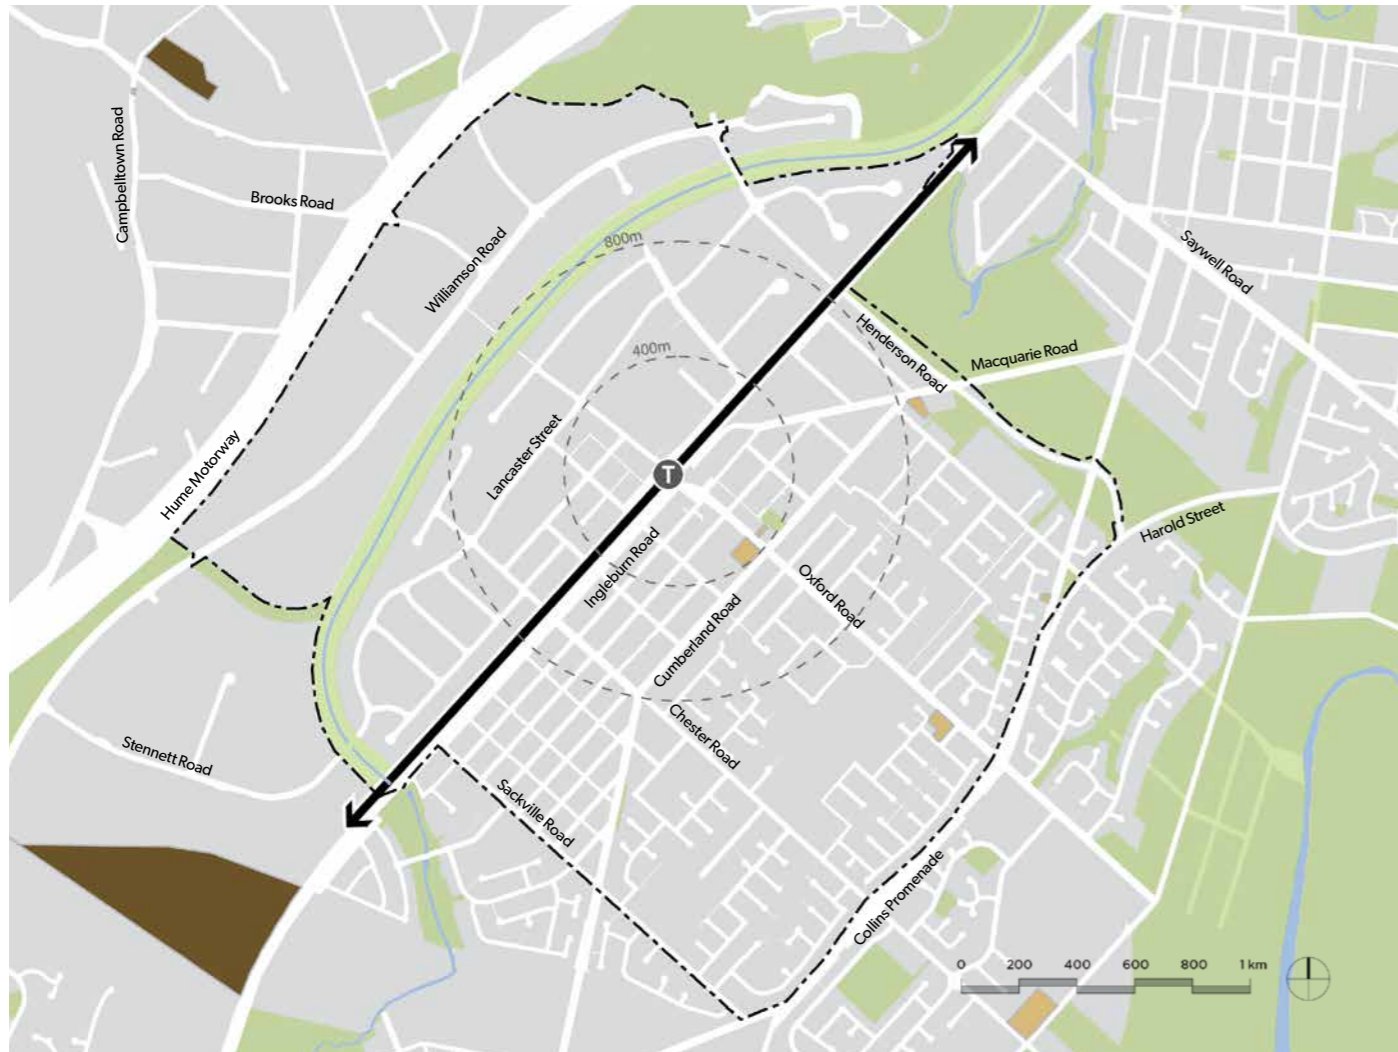 Campbelltown Road
Brooks Road
Williamson Road
800m
Saywell Road
400m
Henderson Road
Macquarie Road
Lancaster Street
Hume Motorway
T
Harold Street
Ingleburn Road
Oxford Road
Cumberland Road
Chester Road
Stennett Road
Sackville Road
Collins Promenade
0 200 400 600 800 1 km